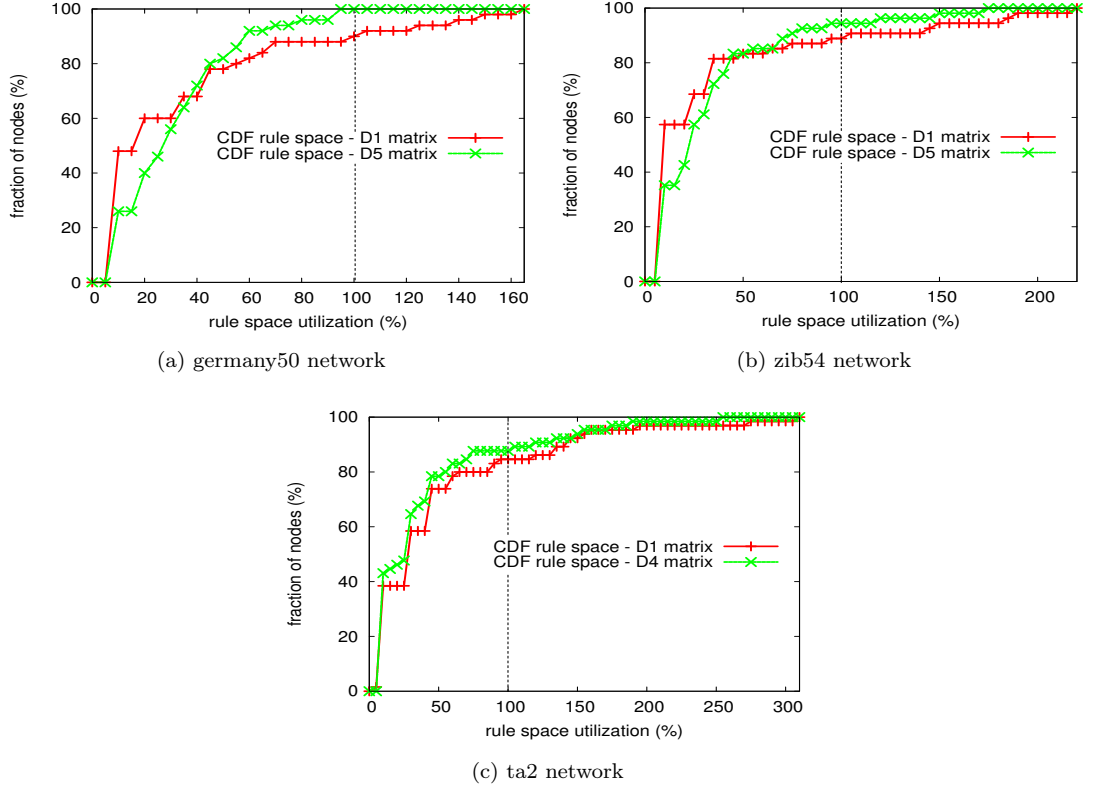 100
80
60
40
20
0
fraction of nodes (%)
CDF rule space - D1 matrix
CDF rule space - D5 matrix
0 20 40 60 80 100 120 140 160
rule space utilization (%)
(a) germany50 network
100
80
60
40
20
0
fraction of nodes (%)
CDF rule space - D1 matrix
CDF rule space - D5 matrix
0 50 100 150 200
rule space utilization (%)
(b) zib54 network
100
80
60
40
20
0
fraction of nodes (%)
CDF rule space - D1 matrix
CDF rule space - D4 matrix
0 50 100 150 200 250 300
rule space utilization (%)
(c) ta2 network